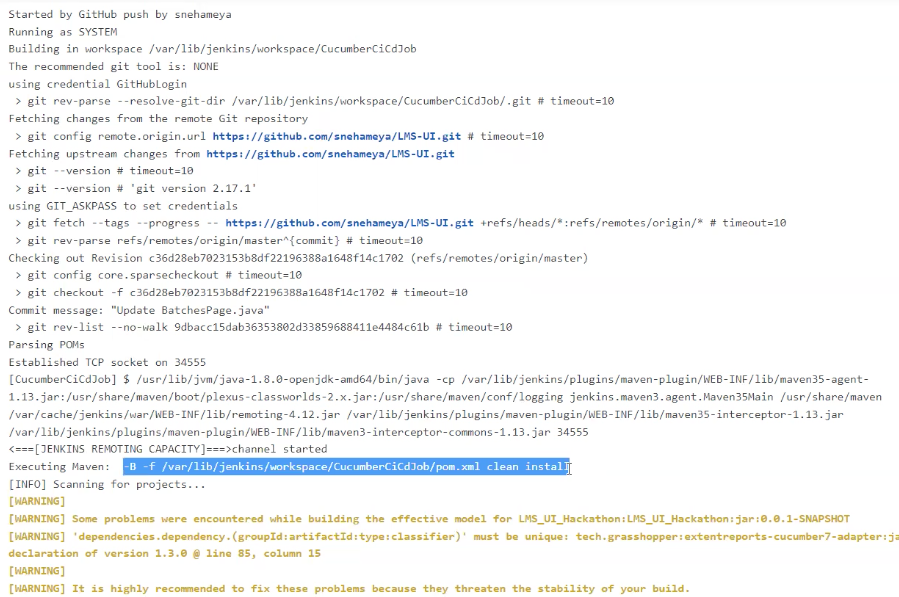 Started by GitHub push by snehameya
Running as SYSTEM
Building in workspace /var/lib/jenkins/workspace/CucumberCiCdJob
The recommended git tool is: NONE
using credential GitHubLogin
> git rev-parse --resolve-git-dir /var/lib/jenkins/workspace/CucumberCiCdJob/.git # timeout=10
Fetching changes from the remote Git repository
> git config remote.origin.url https://github.com/snehameya/LMS-UI.git # timeout=10
Fetching upstream changes from https://github.com/snehameya/LMS-UI.git
> git --version # timeout=10
> git --version # 'git version 2.17.1'
using GIT_ASKPASS to set credentials
> git fetch --tags --progress -- https://github.com/snehameya/LMS-UI.git +refs/heads/*:refs/remotes/origin/* # timeout=10
> git rev-parse refs/remotes/origin/master^{commit} # timeout=10
Checking out Revision c36d28eb7023153b8df22196388a1648f14c1702 (refs/remotes/origin/master)
> git config core.sparsecheckout # timeout=10
> git checkout -f c36d28eb7023153b8df22196388a1648f14c1702 # timeout=10
Commit message: "Update BatchesPage.java"
> git rev-list --no-walk 9dbacc15dab36353802d33859688411e4484c61b # timeout=10
Parsing POMs
Established TCP socket on 34555
[CucumberCiCdJob] $ /usr/lib/jvm/java-1.8.0-openjdk-amd64/bin/java -cp /var/lib/jenkins/plugins/maven-plugin/WEB-INF/lib/maven35-agent-
1.13.jar:/usr/share/maven/boot/plexus-classworlds-2.x.jar:/usr/share/maven/conf/logging jenkins.maven3.agent.Maven35Main /usr/share/maven
/var/cache/jenkins/war/WEB-INF/lib/remoting-4.12.jar /var/lib/jenkins/plugins/maven-plugin/WEB-INF/lib/maven35-interceptor-1.13.jar
/var/lib/jenkins/plugins/maven-plugin/WEB-INF/lib/maven3-interceptor-commons-1.13.jar 34555
<===[JENKINS REMOTING CAPACITY]===>channel started
Executing Maven:  -B -f /var/lib/jenkins/workspace/CucumberCiCdJob/pom.xml clean install
[INFO] Scanning for projects...
[WARNING]
[WARNING] Some problems were encountered while building the effective model for LMS_UI_Hackathon:LMS_UI_Hackathon:jar:0.0.1-SNAPSHOT
[WARNING] 'dependencies.dependency.(groupId:artifactId:type:classifier)' must be unique: tech.grasshopper:extentreports-cucumber7-adapter:ja
declaration of version 1.3.0 @ line 85, column 15
[WARNING]
[WARNING] It is highly recommended to fix these problems because they threaten the stability of your build.